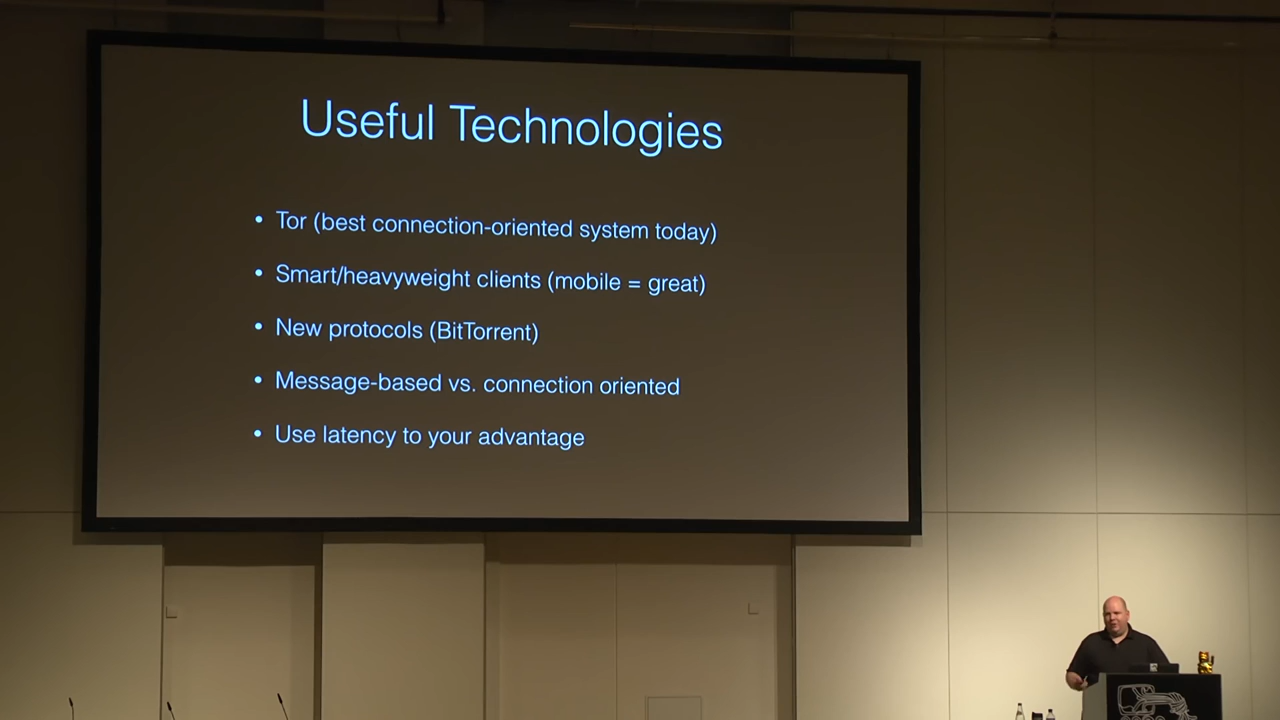 Useful Technologies
• Tor (best connection-oriented system today)
• Smart/heavyweight clients (mobile = great)
• New protocols (BitTorrent)
• Message-based vs. connection oriented
• Use latency to your advantage